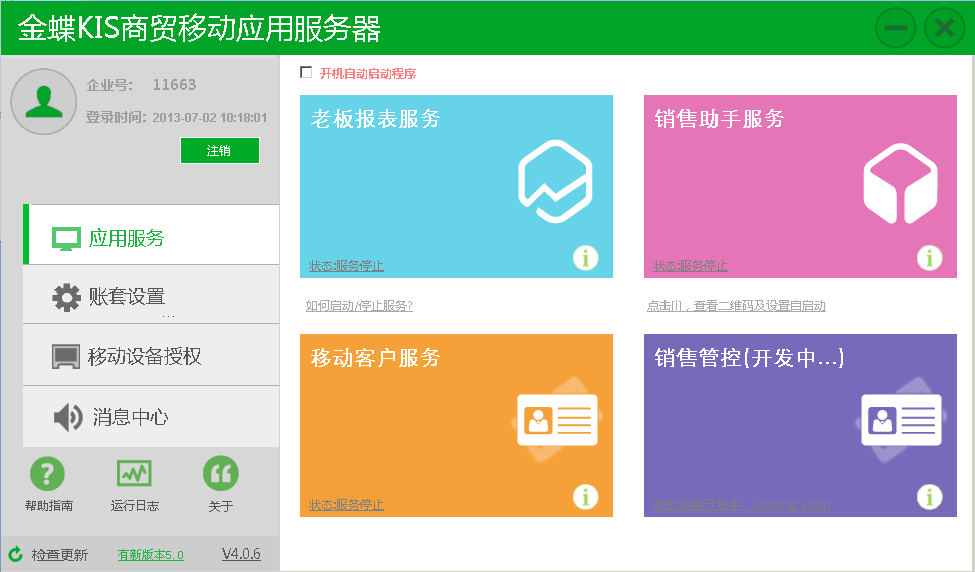 金蝶KIS商贸移动应用服务器
企业号: 11663
登录时间: 2013-07-02 10:18:01
注销
应用服务
账套设置
...
移动设备授权
消息中心
帮助指南 运行日志 关于
检查更新 有新版本5.0 V4.0.6
开机自动启动程序
老板报表服务
状态:服务停止
销售助手服务
状态:服务停止
如何启动/停止服务?
点击[i]，查看二维码及设置自启动
移动客户服务
状态:服务停止
销售管控(开发中...)
开发中，Coming soon